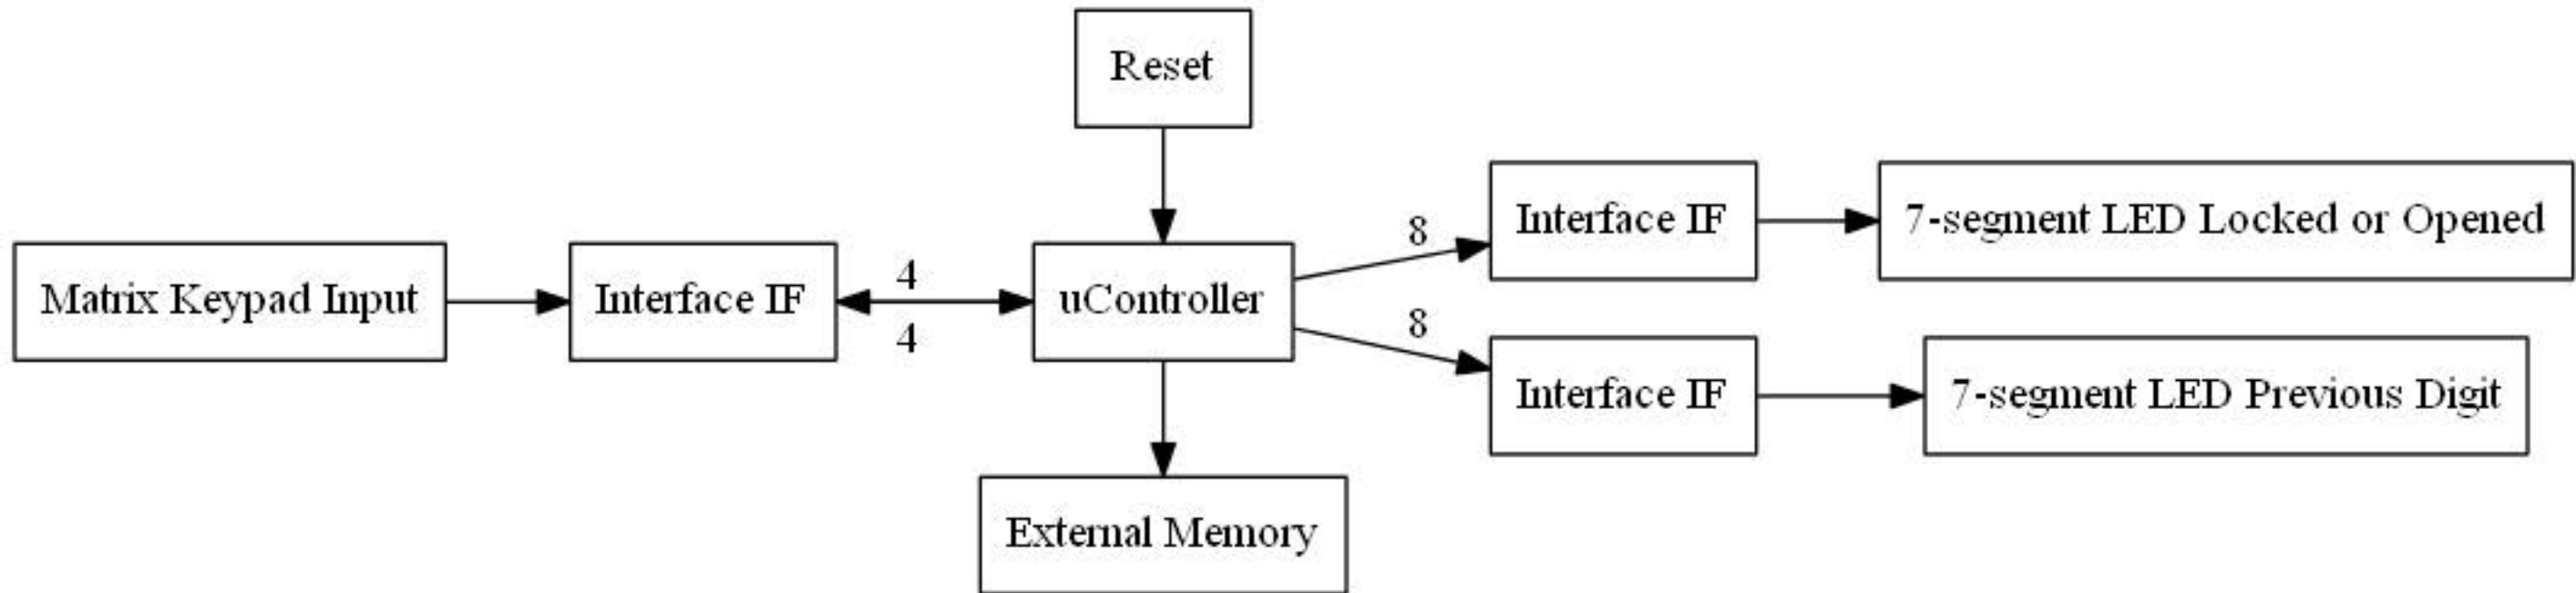 Reset
Matrix Keypad Input
Interface IF
4
4
uController
8
Interface IF
7-segment LED Locked or Opened
8
Interface IF
7-segment LED Previous Digit
External Memory